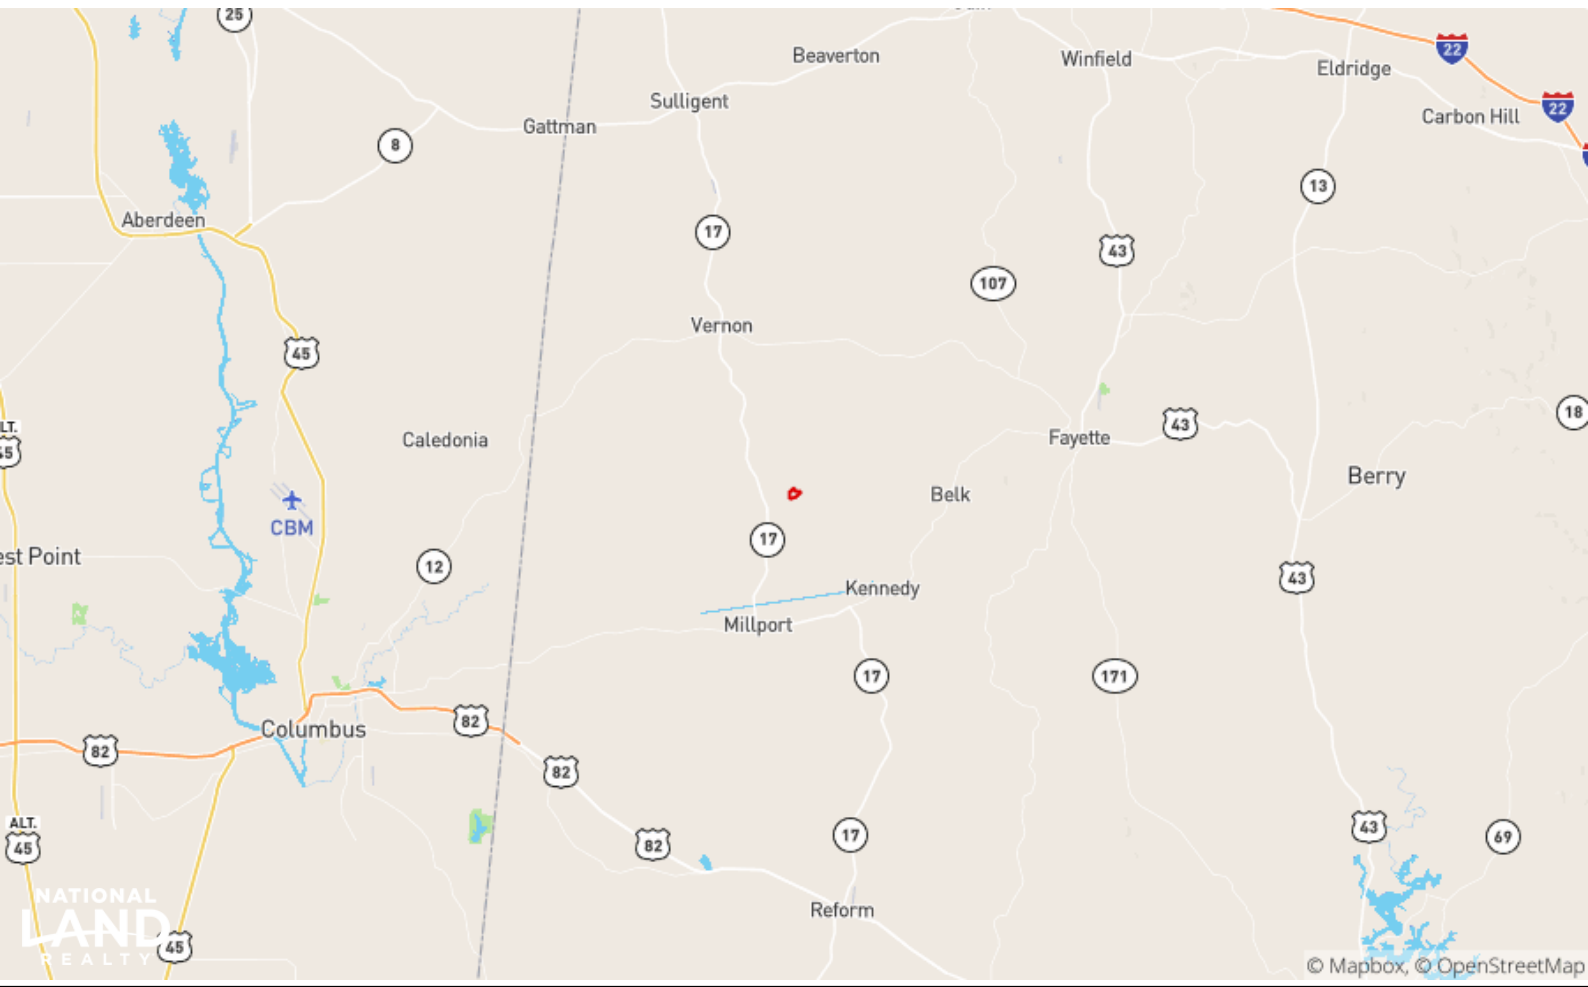 25
Beaverton
Winfield
22
Eldridge
Sulligent
22
Carbon Hill
Gattman
8
13
Aberdeen
17
43
107
Vernon
45
18
LT.
43
Caledonia
Fayette
45
Berry
Belk
CBM
17
est Point
12
43
Kennedy
Millport
17
171
82
Columbus
82
82
ALT.
43
17
69
45
82
NATIONAL
LAND
REALTY
Reform
45
© Mapbox, © OpenStreetMap